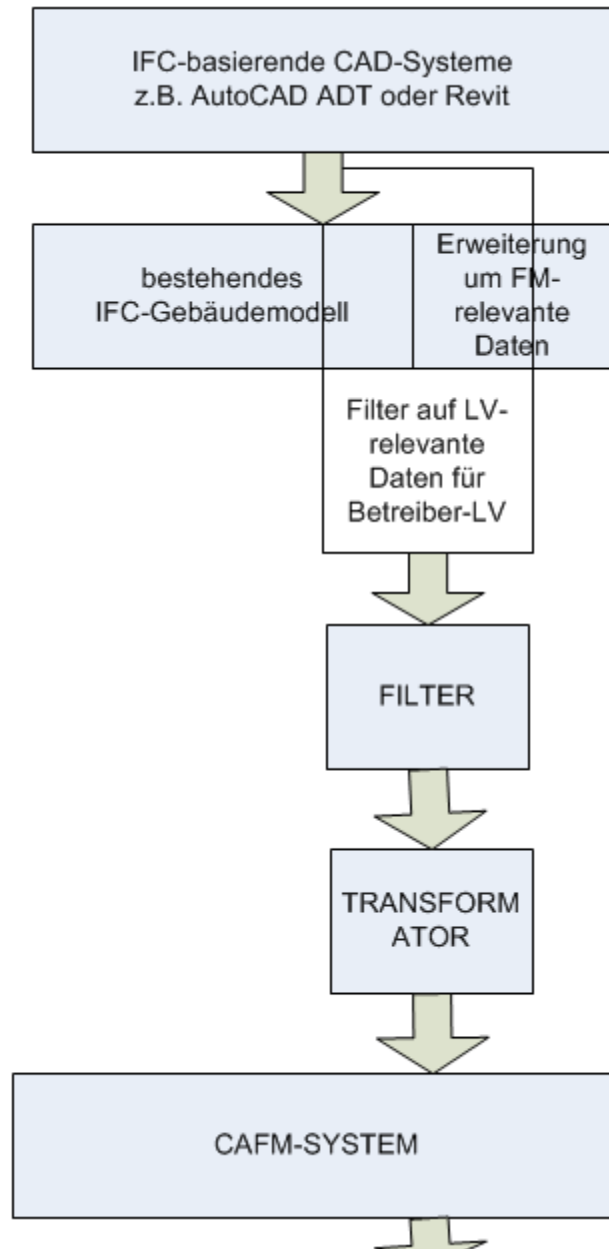 IFC-basierende CAD-Systeme
z.B. AutoCAD ADT oder Revit
bestehendes
IFC-Gebäudemodell
Erweiterung
um FM-
relevante
Daten
Filter auf LV-
relevante
Daten für
Betreiber-LV
FILTER
TRANSFORM
ATOR
CAFM-SYSTEM